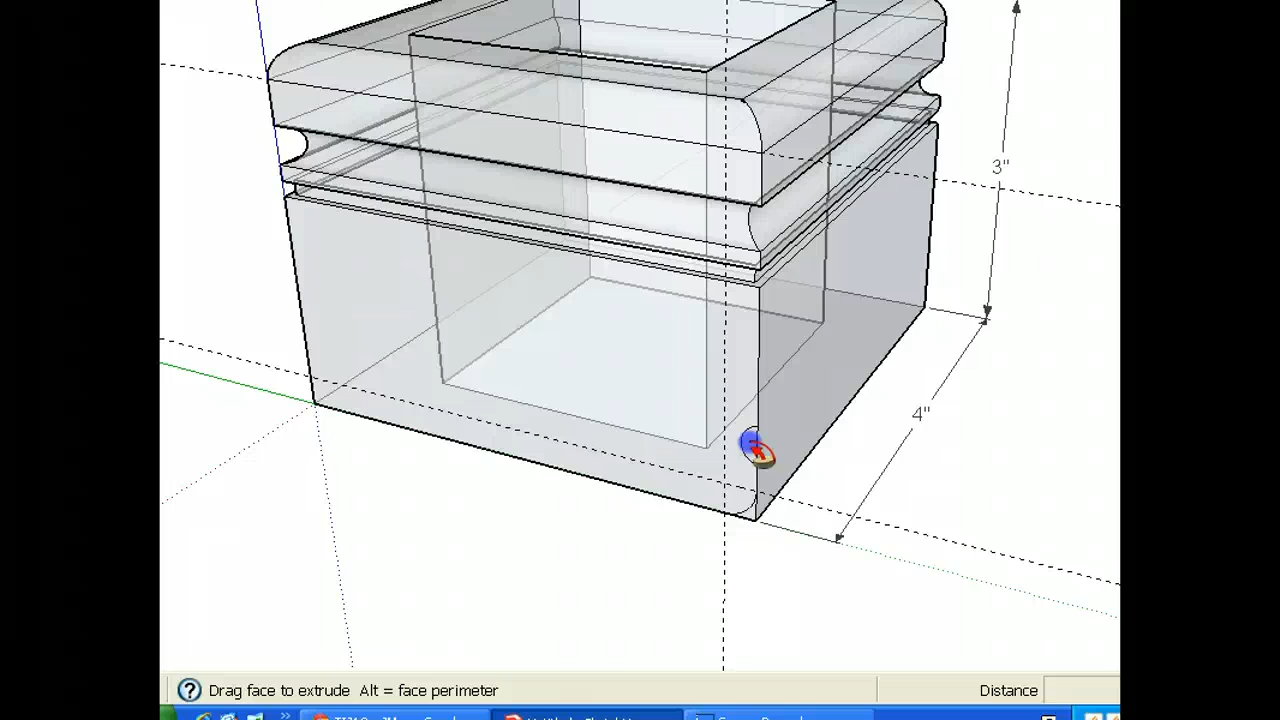 3"
4"
Drag face to extrude Alt = face perimeter
Distance